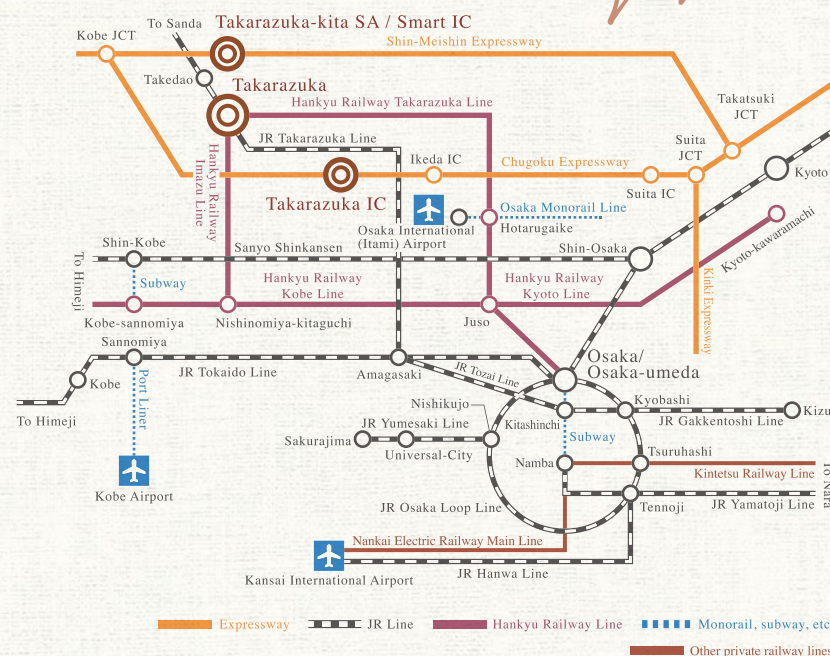 To Sanda
Takarazuka-kita SA / Smart IC
Kobe JCT
Shin-Meishin Expressway
Takedao
Takarazuka
Hankyu Railway Takarazuka Line
Takatsuki
JCT
JR Takarazuka Line
Suita
JCT
Hankyu Railway
Imazu Line
Ikeda IC
Chugoku Expressway
Kyoto
Takarazuka IC
Suita IC
Osaka Monorail Line
Osaka International
(Itami) Airport
Hotarugaike
Kyoto-kawaramachi
Shin-Kobe
Sanyo Shinkansen
Shin-Osaka
To Himeji
Subway
Hankyu Railway
Kobe Line
Hankyu Railway
Kyoto Line
Kinki Expressway
Kobe-sannomiya
Nishinomiya-kitaguchi
Juso
Sannomiya
Osaka/
Osaka-umeda
Kobe
Port Liner
JR Tokaido Line
Amagasaki
JR Tozai Line
To Himeji
Nishikujo
Kyobashi
Kitashinchi
JR Gakkentoshi Line
Kizu
JR Yumesaki Line
Sakurajima
Universal-City
Subway
Namba
Tsuruhashi
Kintetsu Railway Line
To Nara
Kobe Airport
JR Osaka Loop Line
Tennoji
JR Yamatoji Line
Nankai Electric Railway Main Line
Kansai International Airport
JR Hanwa Line
Expressway
JR Line
Hankyu Railway Line
Monorail, subway, etc
Other private railway lines